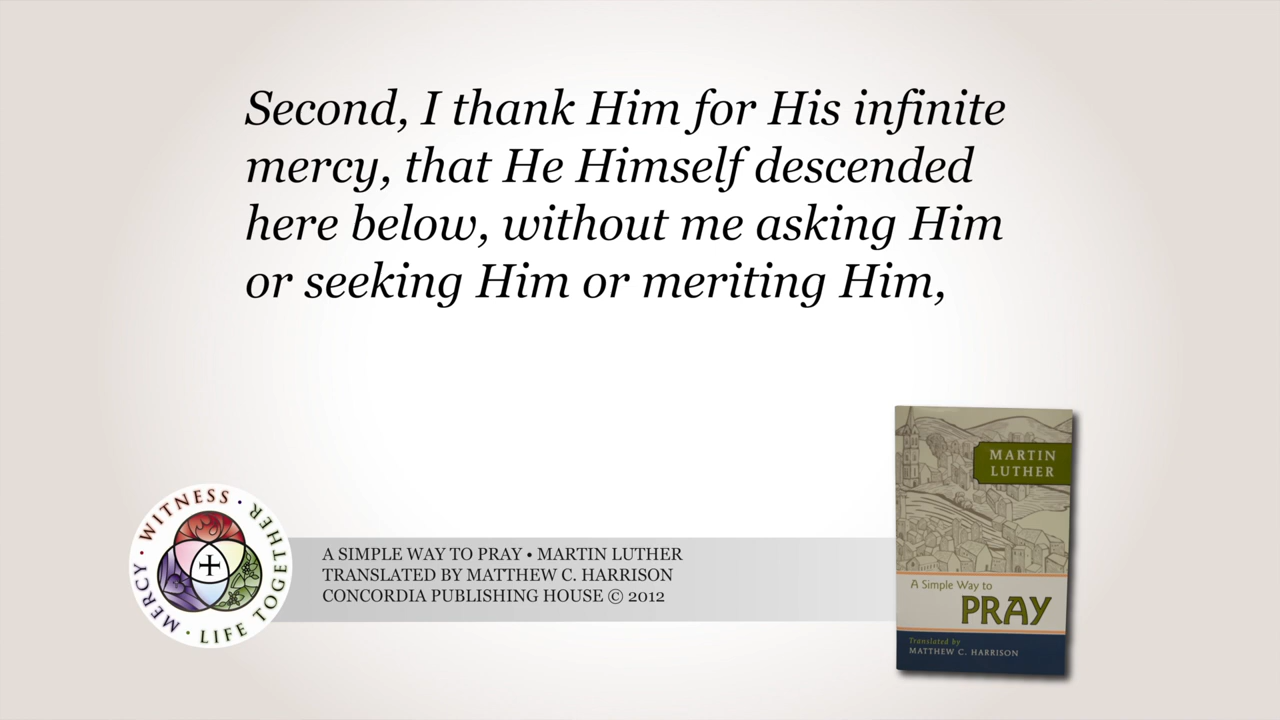 Second, I thank Him for His infinite
mercy, that He Himself descended
here below, without me asking Him
or seeking Him or meriting Him,
MERCY • WITNESS • LIFE TOGETHER •
A SIMPLE WAY TO PRAY • MARTIN LUTHER
TRANSLATED BY MATTHEW C. HARRISON
CONCORDIA PUBLISHING HOUSE © 2012
MARTIN
LUTHER
A Simple Way to
PRAY
Translated by
MATTHEW C. HARRISON